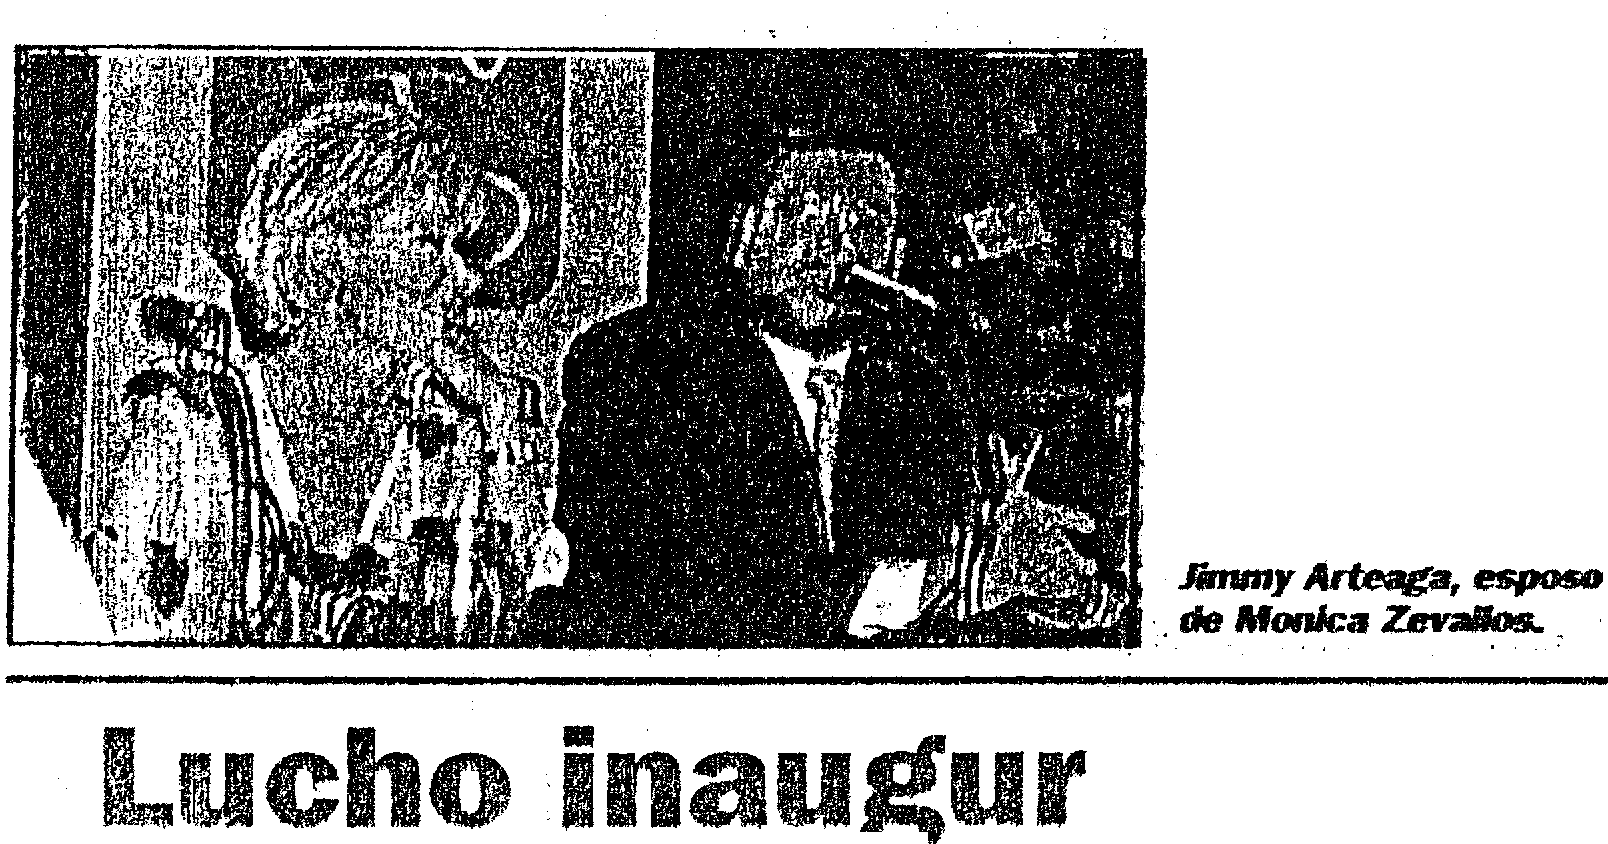 Jimmy Arteaga, esposo
de Monica Zevallos.
Lucho inaugur